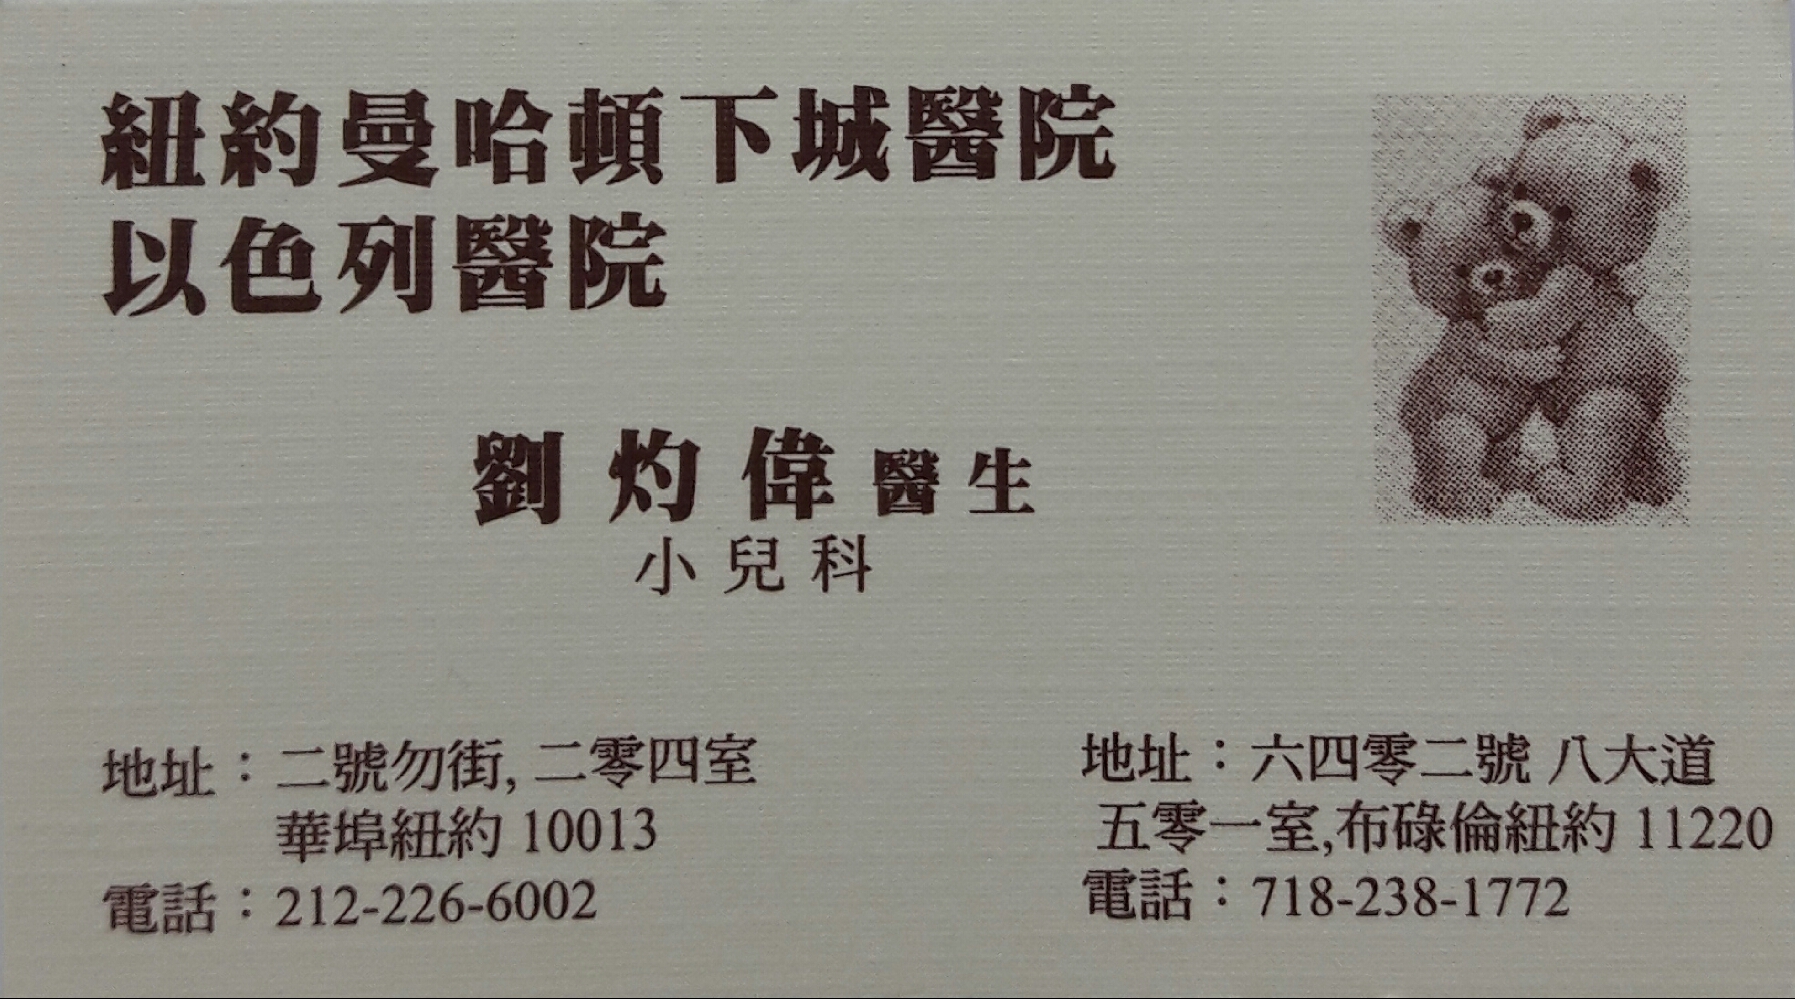 紐約曼哈頓下城醫院
以色列醫院
劉灼偉醫生
小兒科
地址：二號勿街, 二零四室
華埠紐約 10013
電話：212-226-6002
地址：六四零二號 八大道
五零一室,布碌倫紐約 11220
電話：718-238-1772